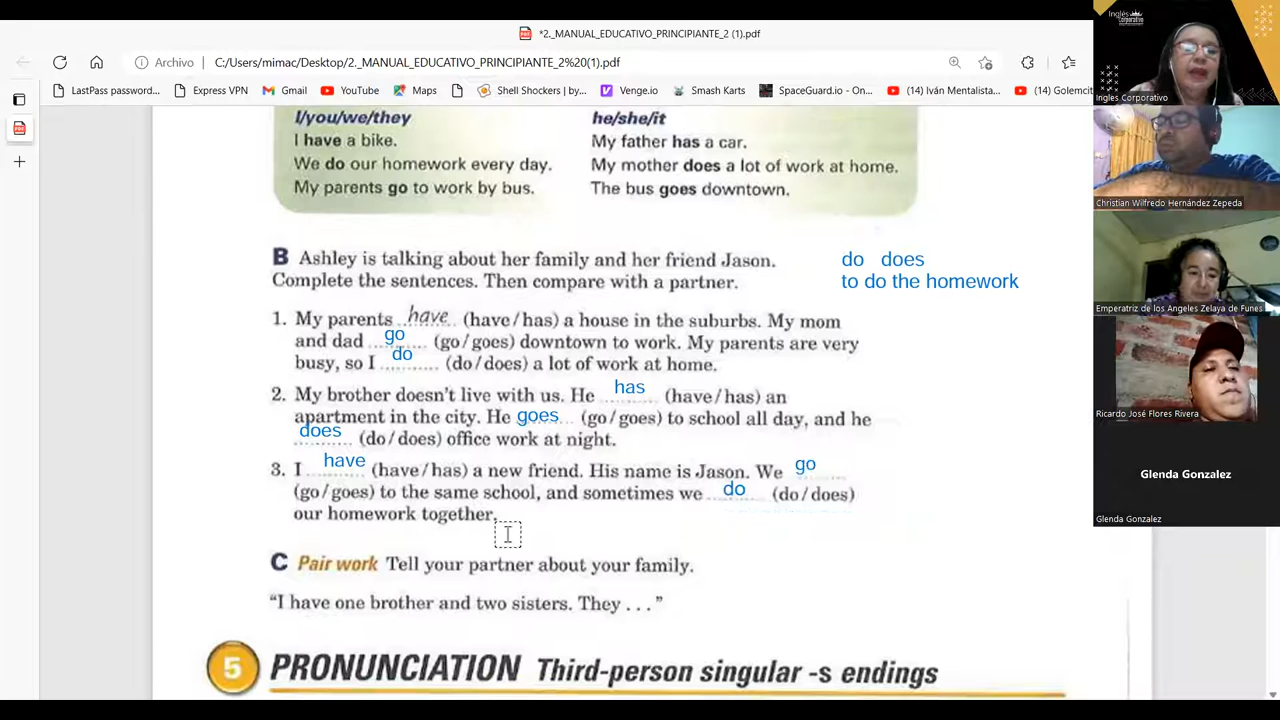 *2._MANUAL_EDUCATIVO_PRINCIPIANTE_2 (1).pdf
Archivo
C:/Users/mimac/Desktop/2._MANUAL_EDUCATIVO_PRINCIPIANTE_2%20(1).pdf
LastPass password...
Express VPN
Gmail
YouTube
Maps
Shell Shockers | by...
Venge.io
Smash Karts
SpaceGuard.io - On...
(14) Iván Mentalista...
(14) Golemcit
I/you/we/they he/she/it
I have a bike. My father has a car.
We do our homework every day. My mother does a lot of work at home.
My parents go to work by bus. The bus goes downtown.
B Ashley is talking about her family and her friend Jason.
Complete the sentences. Then compare with a partner.
do does
to do the homework
1. My parents have (have/has) a house in the suburbs. My mom
and dad go (go/goes) downtown to work. My parents are very
busy, so I do (do/does) a lot of work at home.
2. My brother doesn't live with us. He has (have/has) an
apartment in the city. He goes (go/goes) to school all day, and he
does (do/does) office work at night.
3. I have (have/has) a new friend. His name is Jason. We go
(go/goes) to the same school, and sometimes we do (do/does)
our homework together.
C Pair work Tell your partner about your family.
"I have one brother and two sisters. They . . . "
5 PRONUNCIATION Third-person singular -s endings
Inglés
Corporativo
Ingles Corporativo
Christian Wilfredo Hernández Zepeda
Emperatriz de los Angeles Zelaya de Funes
Ricardo José Flores Rivera
Glenda Gonzalez
Glenda Gonzalez